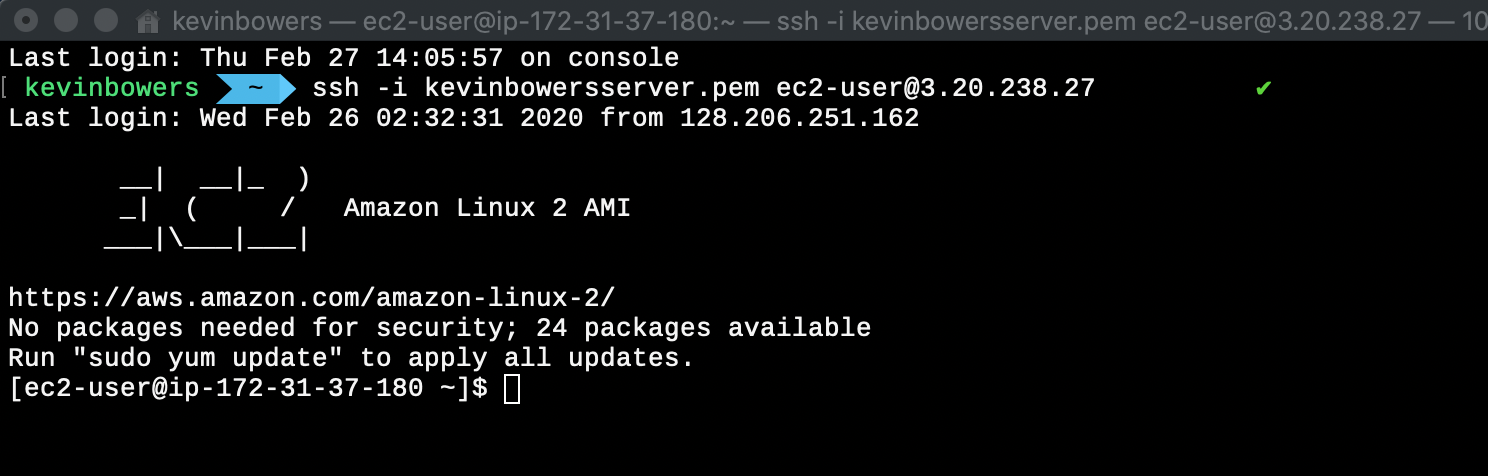 kevinbowers — ec2-user@ip-172-31-37-180:~ — ssh -i kevinbowersserver.pem ec2-user@3.20.238.27 — 10
Last login: Thu Feb 27 14:05:57 on console
[ kevinbowers  ~  ssh -i kevinbowersserver.pem ec2-user@3.20.238.27 ✔
Last login: Wed Feb 26 02:32:31 2020 from 128.206.251.162
       __|  __|_  )
       _|  (     /   Amazon Linux 2 AMI
      ___|\___|___|
https://aws.amazon.com/amazon-linux-2/
No packages needed for security; 24 packages available
Run "sudo yum update" to apply all updates.
[ec2-user@ip-172-31-37-180 ~]$